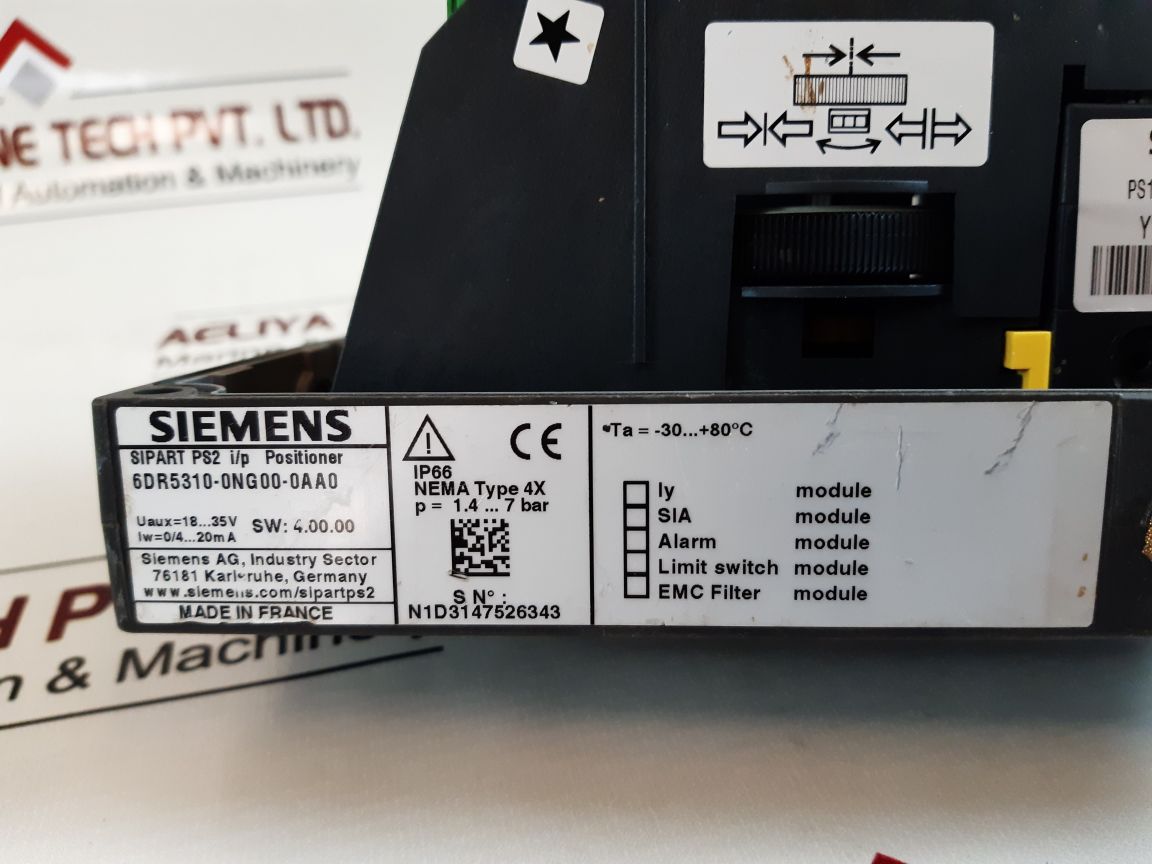 NE TECH PVT. LTD.
Automation & Machinery
ACLIYA
PS1
Y
SIEMENS
SIPART PS2 i/p Positioner
6DR5310-0NG00-0AA0
Uaux=18...35V SW: 4.00.00
Iw=0/4...20mA
Siemens AG, Industry Sector
76181 Karlsruhe, Germany
www.siemens.com/sipartps2
MADE IN FRANCE
CE
IP66
NEMA Type 4X
p = 1.4 ... 7 bar
S N° :
N1D3147526343
Ta = -30...+80°C
Iy module
SIA module
Alarm module
Limit switch module
EMC Filter module
H P
n & Machinery